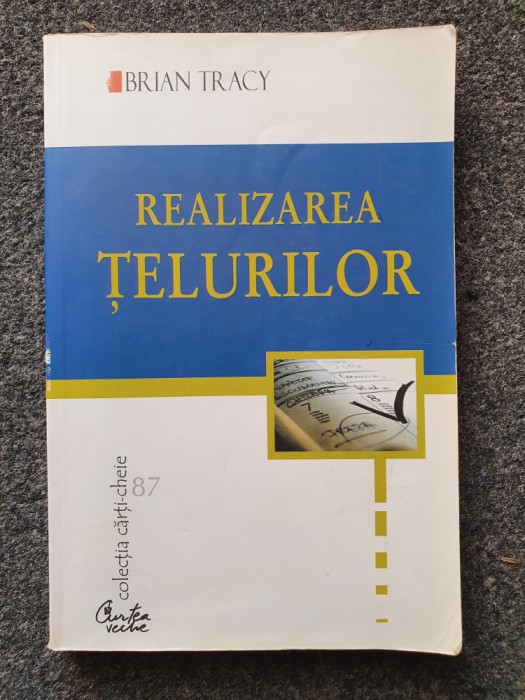 BRIAN TRACY
REALIZAREA
ȚELURILOR
colecția cărți-cheie 87
Curtea
veche